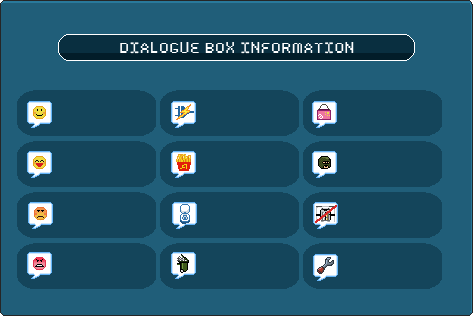 DIALOGUE BOX INFORMATION